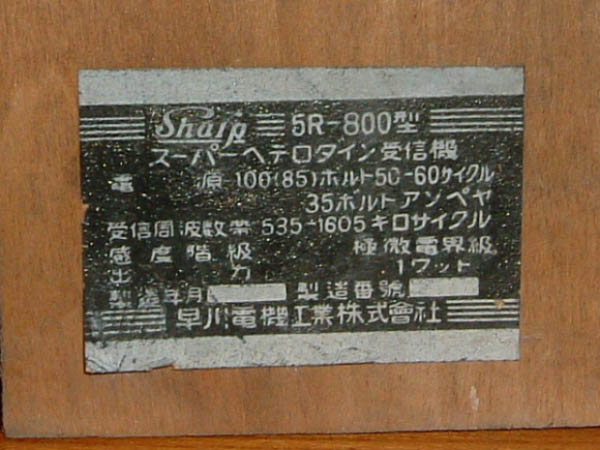 Sharp 5R-800型
スーパーヘテロダイン受信機
電源 100(85)ボルト50-60サイクル
35ボルトアンペヤ
受信周波数帯 535-1605キロサイクル
感度階級 極微電界級
出力 1ワット
製造年月 製造番號
早川電機工業株式會社